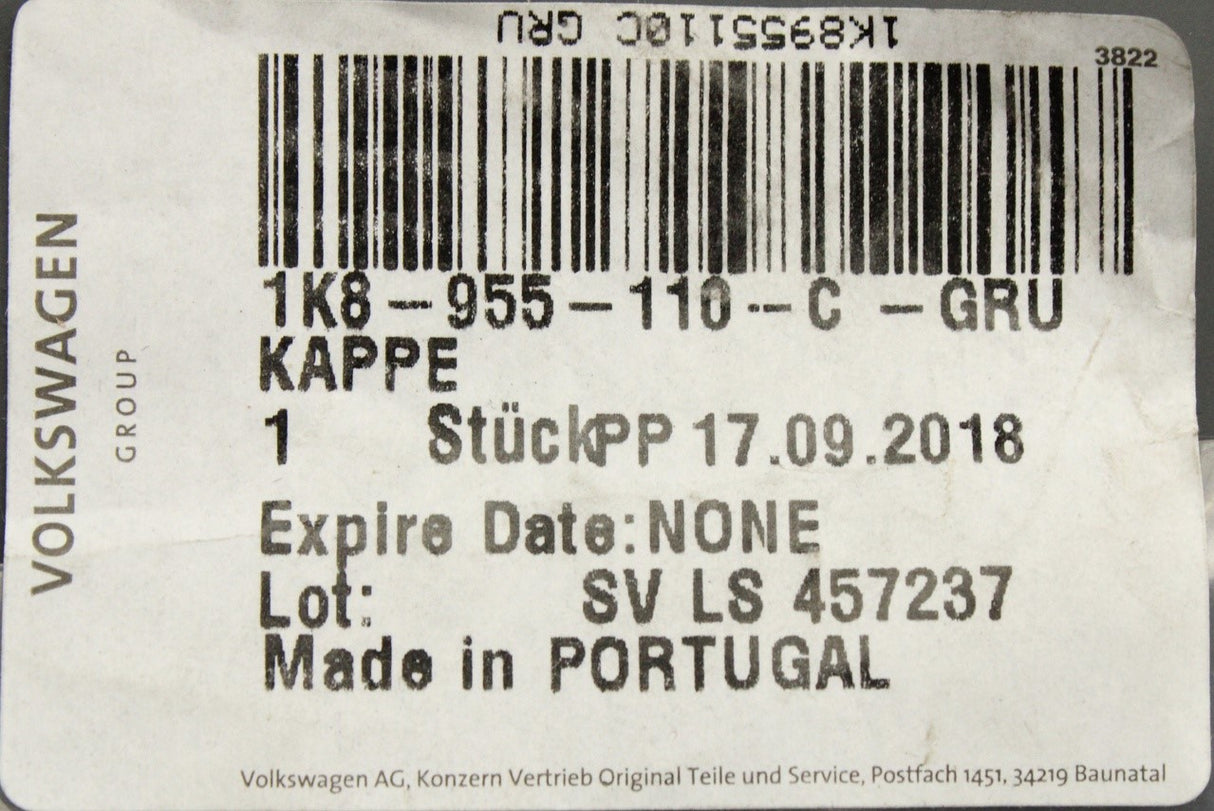 1K8955110C GRU
3822
1K8-955-110--C -GRU
KAPPE
1 StückPP 17.09.2018
Expire Date:NONE
Lot: SV LS 457237
Made in PORTUGAL
VOLKSWAGEN
GROUP
Volkswagen AG, Konzern Vertrieb Original Teile und Service, Postfach 1451, 34219 Baunatal